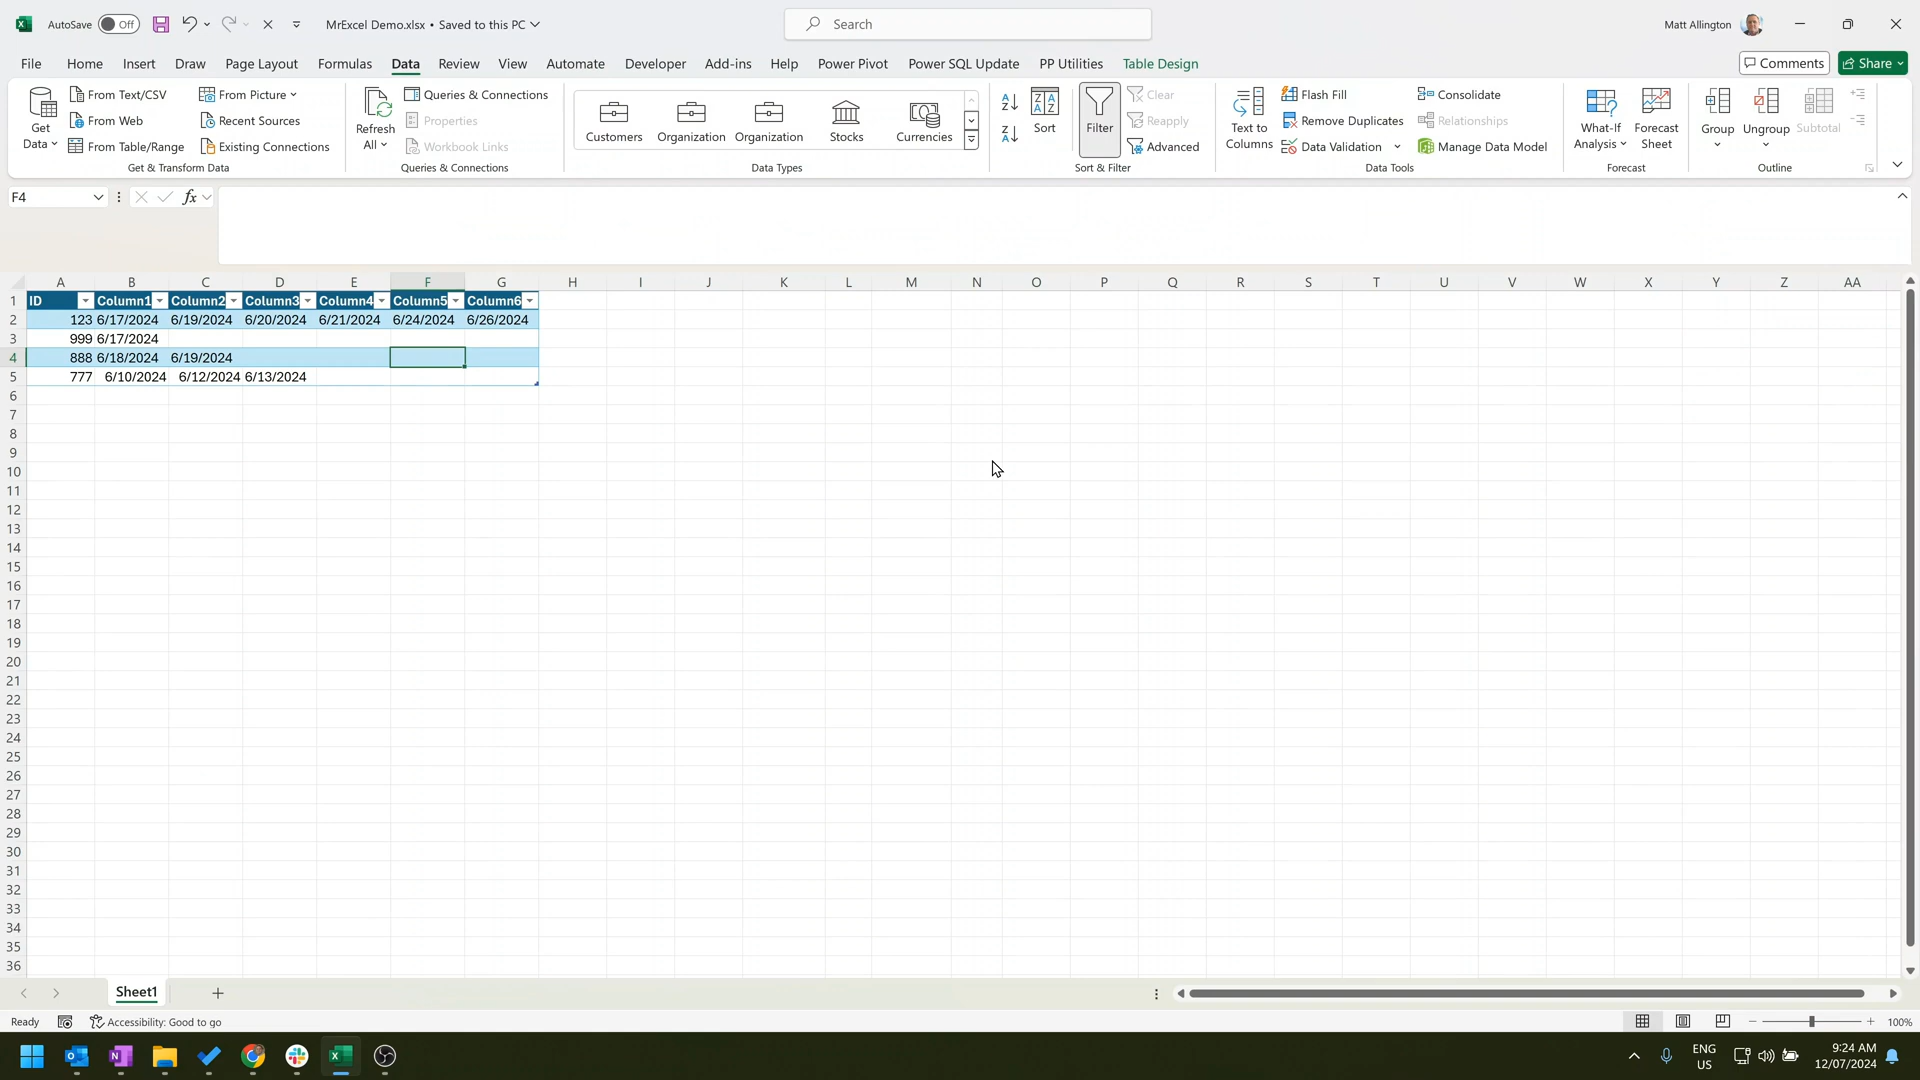 AutoSave Off MrExcel Demo.xlsx • Saved to this PC Search Matt Allington
File Home Insert Draw Page Layout Formulas Data Review View Automate Developer Add-ins Help Power Pivot Power SQL Update PP Utilities Table Design Comments Share
Get Data From Text/CSV From Picture Refresh All Queries & Connections Customers Organization Organization Stocks Currencies Sort Filter Clear Text to Columns Flash Fill Consolidate What-If Analysis Forecast Sheet Group Ungroup Subtotal
From Web Recent Sources Properties Reapply Remove Duplicates Relationships
From Table/Range Existing Connections Workbook Links Advanced Data Validation Manage Data Model
Get & Transform Data Queries & Connections Data Types Sort & Filter Data Tools Forecast Outline
F4 fx
A B C D E F G H I J K L M N O P Q R S T U V W X Y Z AA
1 ID Column1 Column2 Column3 Column4 Column5 Column6
2 123 6/17/2024 6/19/2024 6/20/2024 6/21/2024 6/24/2024 6/26/2024
3 999 6/17/2024
4 888 6/18/2024 6/19/2024
5 777 6/10/2024 6/12/2024 6/13/2024
6
7
8
9
10
11
12
13
14
15
16
17
18
19
20
21
22
23
24
25
26
27
28
29
30
31
32
33
34
35
36
Sheet1
Ready Accessibility: Good to go 100%
ENG US 9:24 AM
12/07/2024